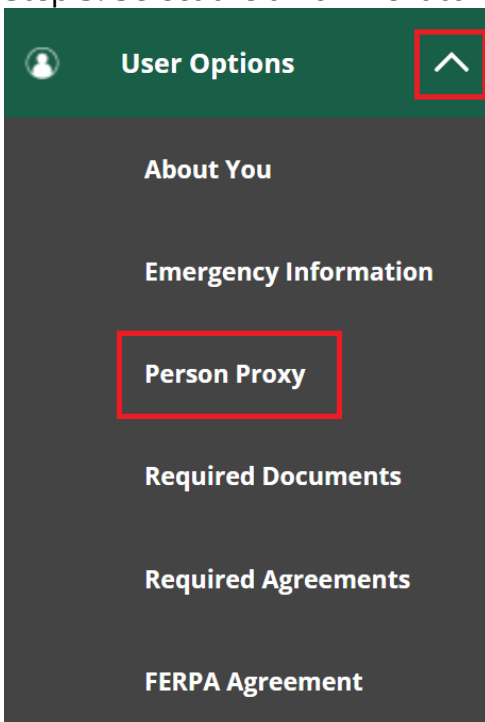 User Options
About You
Emergency Information
Person Proxy
Required Documents
Required Agreements
FERPA Agreement